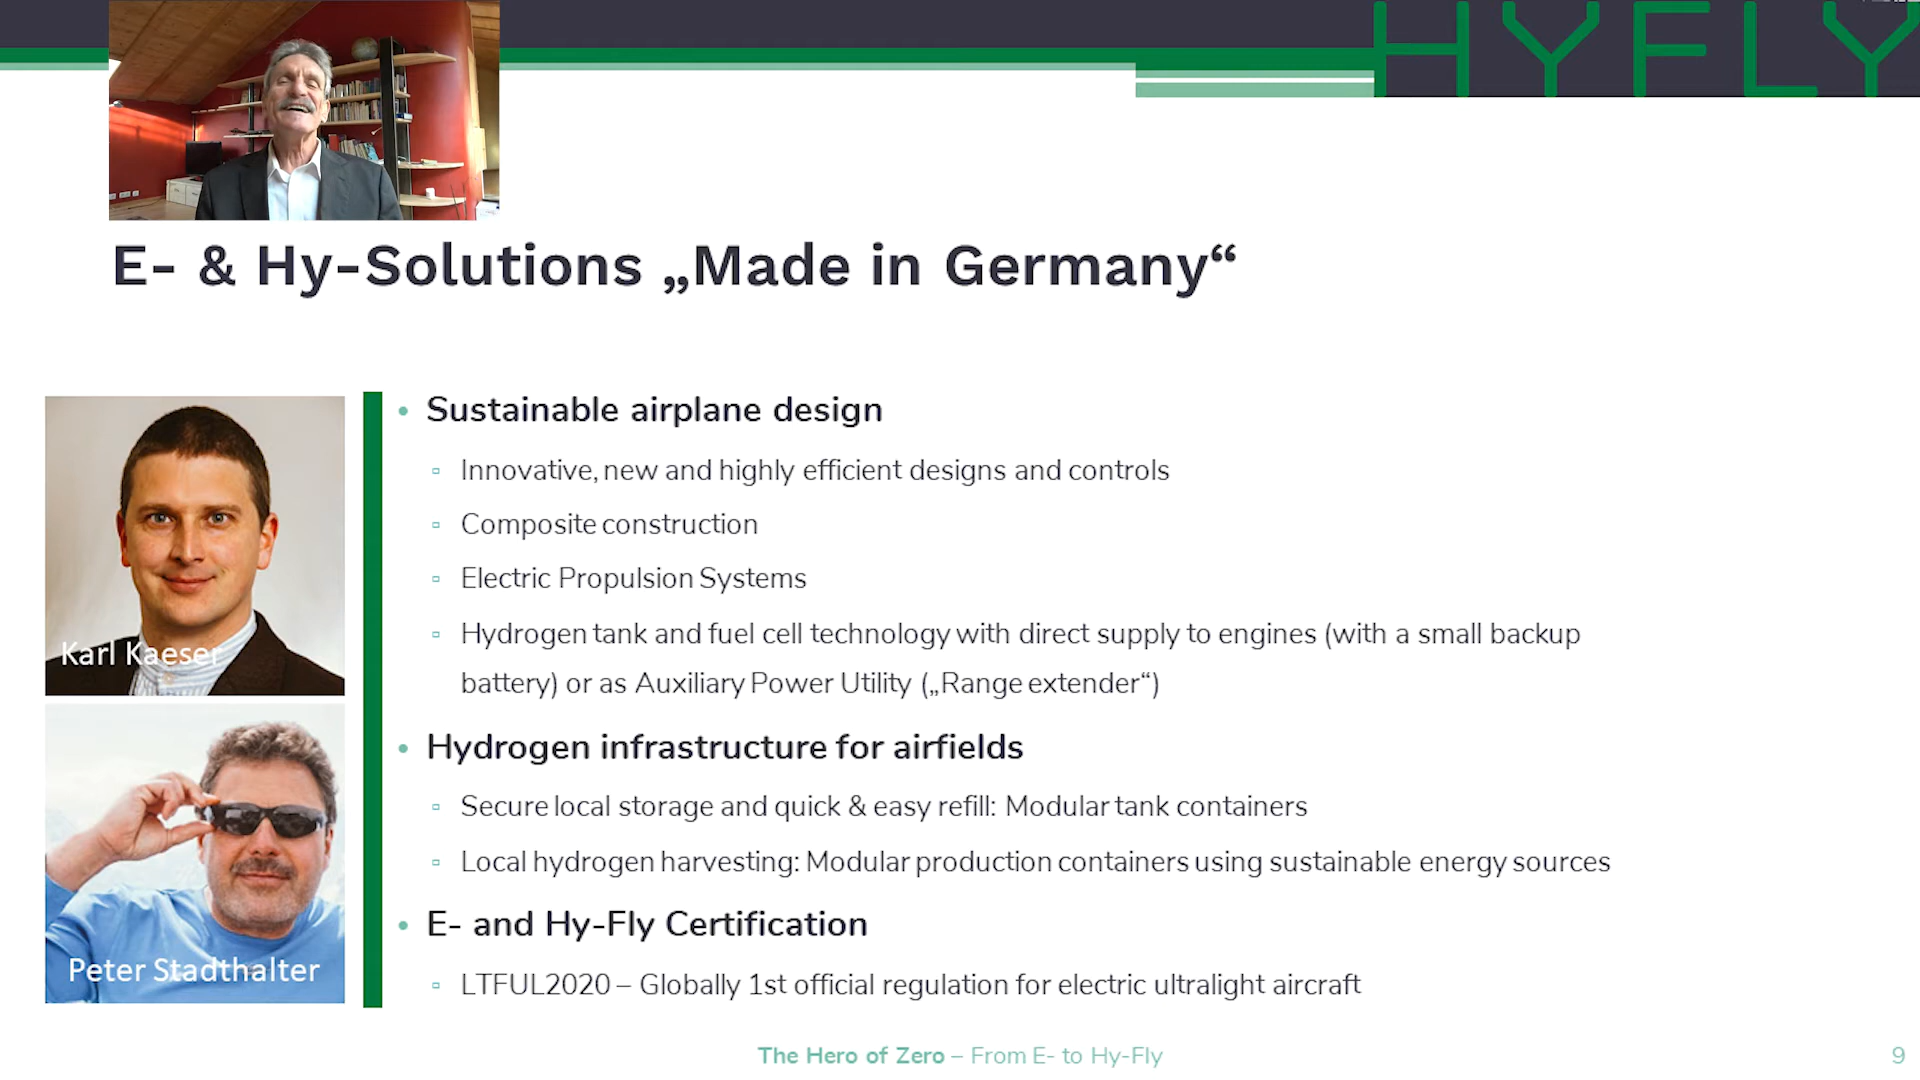 HYFLY
E- & Hy-Solutions „Made in Germany“
Karl Kaeser
Peter Stadthalter
• Sustainable airplane design
▫ Innovative, new and highly efficient designs and controls
▫ Composite construction
▫ Electric Propulsion Systems
▫ Hydrogen tank and fuel cell technology with direct supply to engines (with a small backup
battery) or as Auxiliary Power Utility („Range extender“)
• Hydrogen infrastructure for airfields
▫ Secure local storage and quick & easy refill: Modular tank containers
▫ Local hydrogen harvesting: Modular production containers using sustainable energy sources
• E- and Hy-Fly Certification
▫ LTFUL2020 – Globally 1st official regulation for electric ultralight aircraft
The Hero of Zero – From E- to Hy-Fly
9